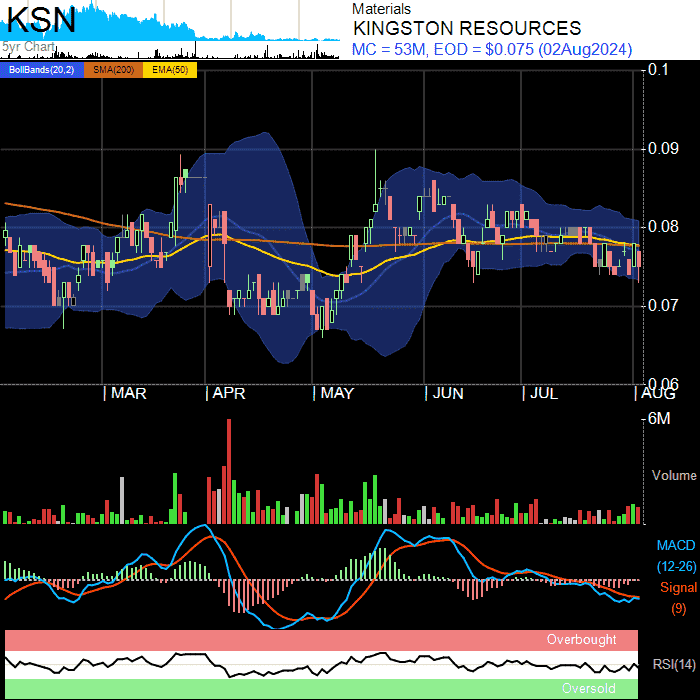 KSN
5yr Chart
Materials
KINGSTON RESOURCES
MC = 53M, EOD = $0.075 (02Aug2024)
BollBands(20,2) SMA(200) EMA(50)
0.1
0.09
0.08
0.07
0.06
MAR APR MAY JUN JUL AUG
6M
Volume
MACD
(12-26)
Signal
(9)
Overbought
RSI(14)
Oversold